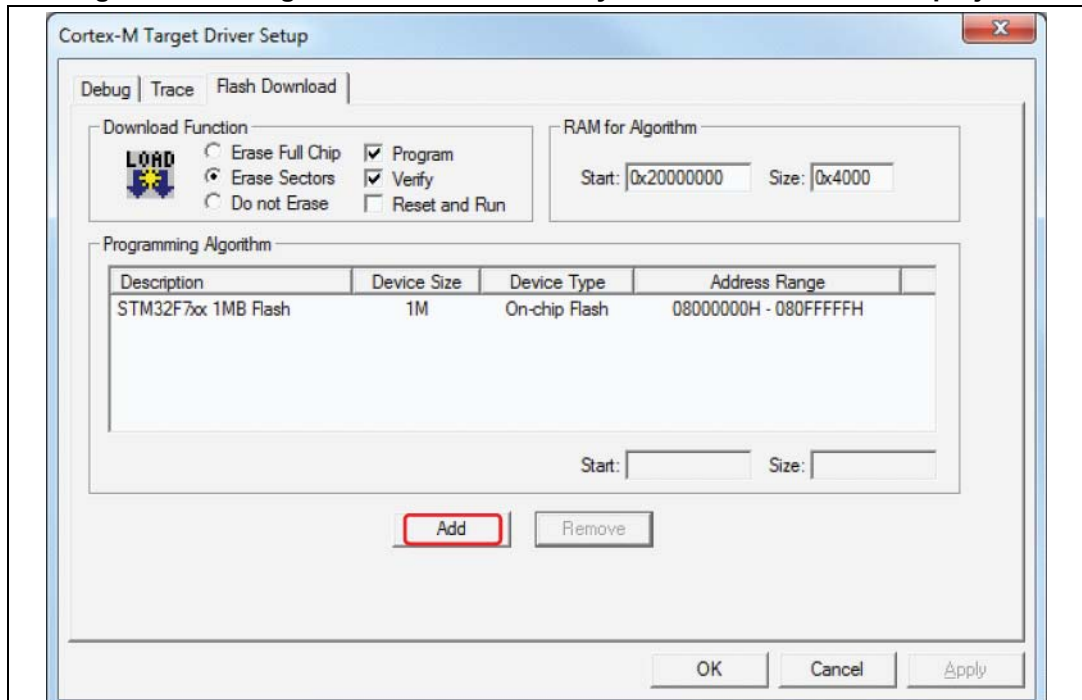 Cortex-M Target Driver Setup
Debug Trace Flash Download
Download Function
LOAD
Erase Full Chip
Erase Sectors
Do not Erase
Program
Verify
Reset and Run
RAM for Algorithm
Start: 0x20000000 Size: 0x4000
Programming Algorithm
Description Device Size Device Type Address Range
STM32F7xx 1MB Flash 1M On-chip Flash 08000000H - 080FFFFFH
Start: Size:
Add Remove
OK Cancel Apply